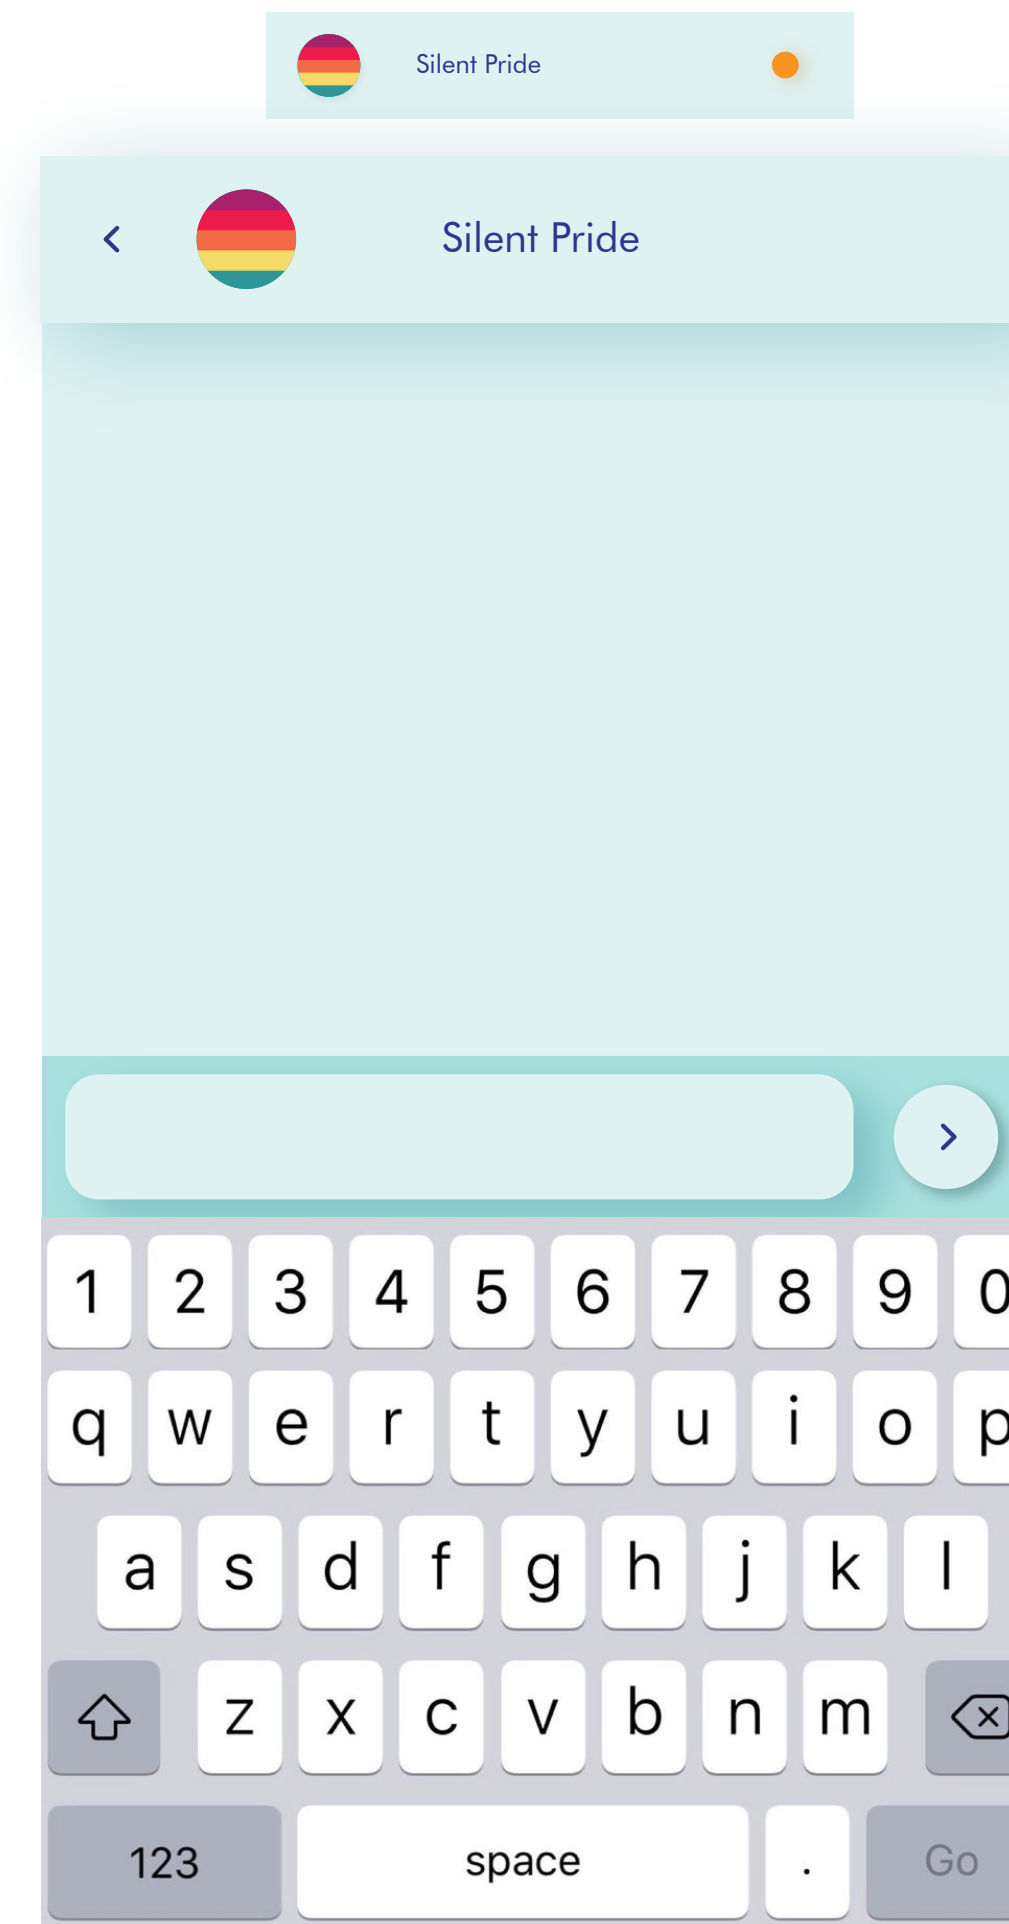 Silent Pride
Silent Pride
1 2 3 4 5 6 7 8 9 0
q w e r t y u i o p
a s d f g h j k l
z x c v b n m
123 space . Go